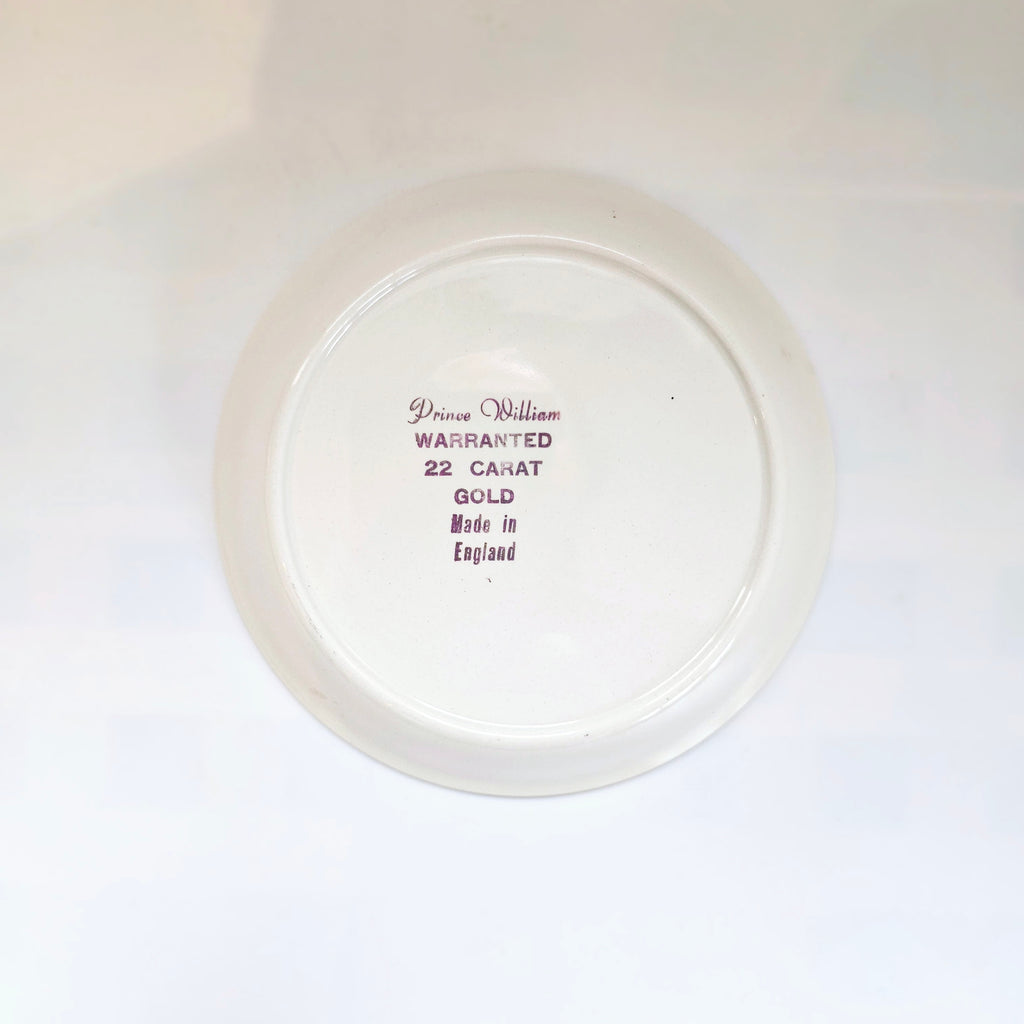 Prince William
WARRANTED
22 CARAT
GOLD
Made in
England